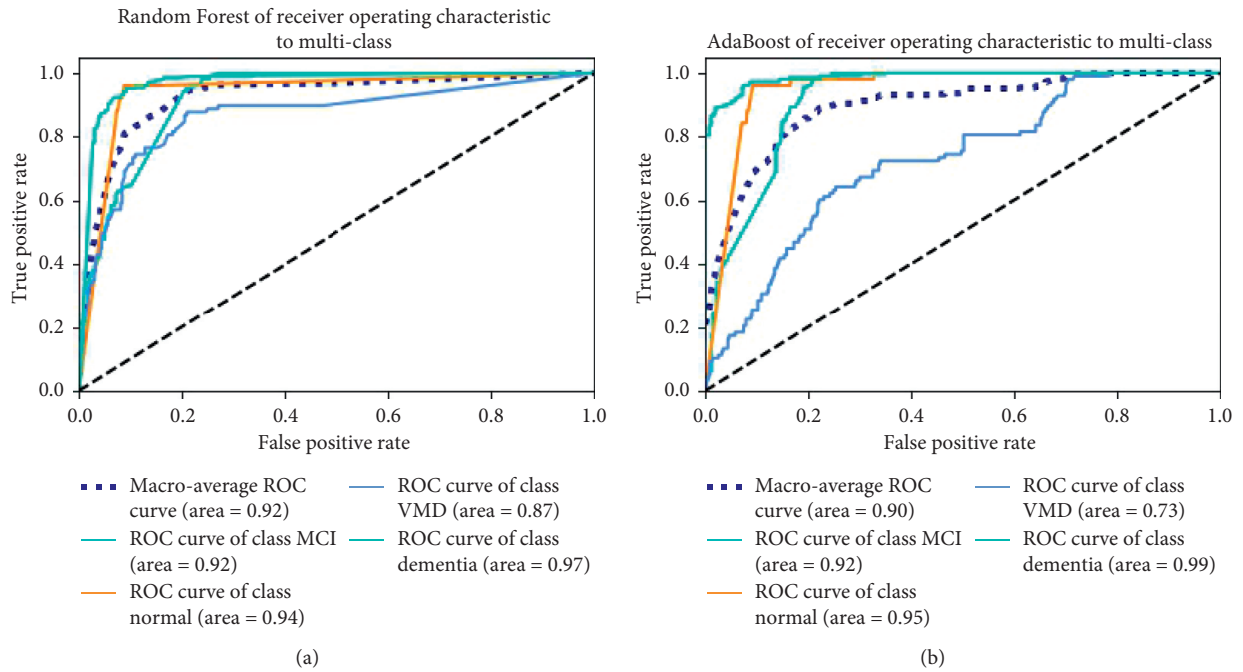 Random Forest of receiver operating characteristic
to multi-class
1.0
0.8
0.6
0.4
0.2
0.0
True positive rate
0.0 0.2 0.4 0.6 0.8 1.0
False positive rate
Macro-average ROC
curve (area = 0.92)
ROC curve of class MCI
(area = 0.92)
ROC curve of class
normal (area = 0.94)
ROC curve of class
VMD (area = 0.87)
ROC curve of class
dementia (area = 0.97)
(a)
AdaBoost of receiver operating characteristic to multi-class
1.0
0.8
0.6
0.4
0.2
0.0
True positive rate
0.0 0.2 0.4 0.6 0.8 1.0
False positive rate
Macro-average ROC
curve (area = 0.90)
ROC curve of class MCI
(area = 0.92)
ROC curve of class
normal (area = 0.95)
ROC curve of class
VMD (area = 0.73)
ROC curve of class
dementia (area = 0.99)
(b)